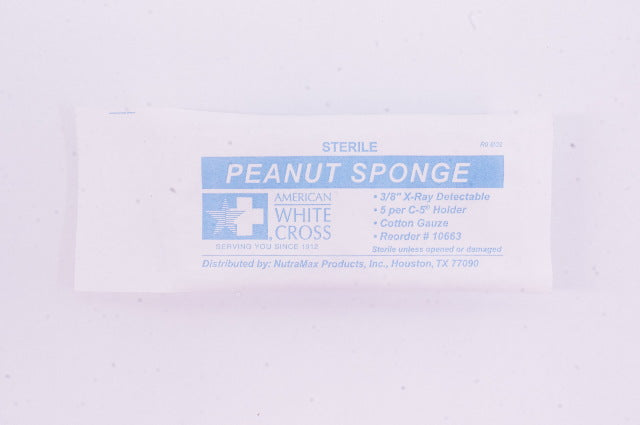 STERILE
PEANUT SPONGE
AMERICAN
WHITE
CROSS
SERVING YOU SINCE 1912
• 3/8" X-Ray Detectable
• 5 per C-5® Holder
• Cotton Gauze
• Reorder # 10663
Sterile unless opened or damaged
Distributed by: NutraMax Products, Inc., Houston, TX 77090